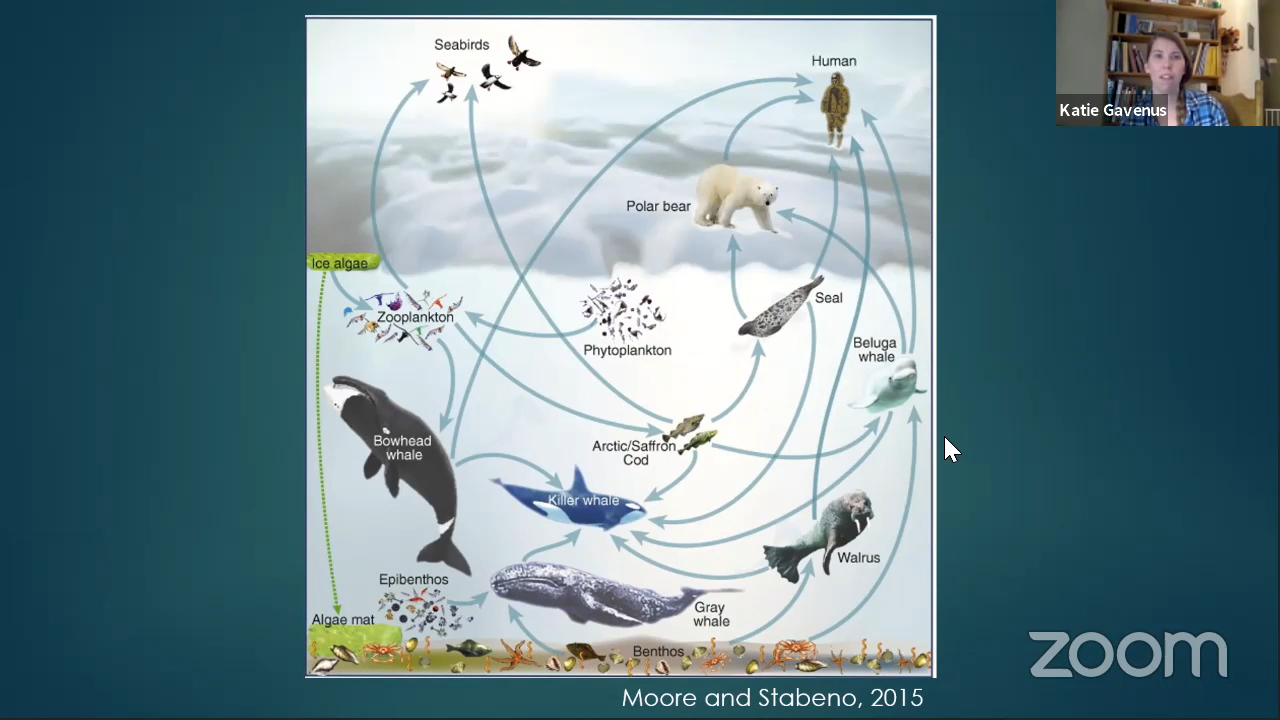 Seabirds
Human
Katie Gavenus
Polar bear
Ice algae
Zooplankton
Seal
Phytoplankton
Beluga
whale
Bowhead
whale
Arctic/Saffron
Cod
Killer whale
Walrus
Epibenthos
Gray
whale
Algae mat
Benthos
zoom
Moore and Stabeno, 2015